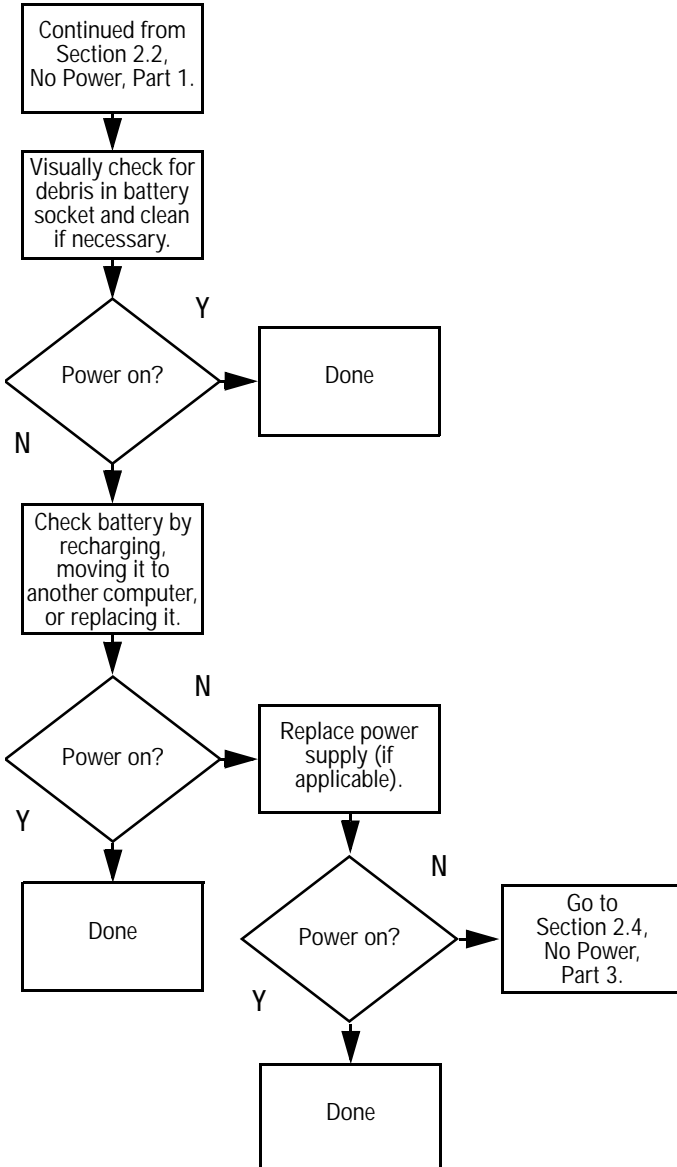 Continued from
Section 2.2,
No Power, Part 1.
Visually check for
debris in battery
socket and clean
if necessary.
Y
Power on?
Done
N
Check battery by
recharging,
moving it to
another computer,
or replacing it.
N
Power on?
Replace power
supply (if
applicable).
Y
Done
N
Power on?
Go to
Section 2.4,
No Power,
Part 3.
Y
Done